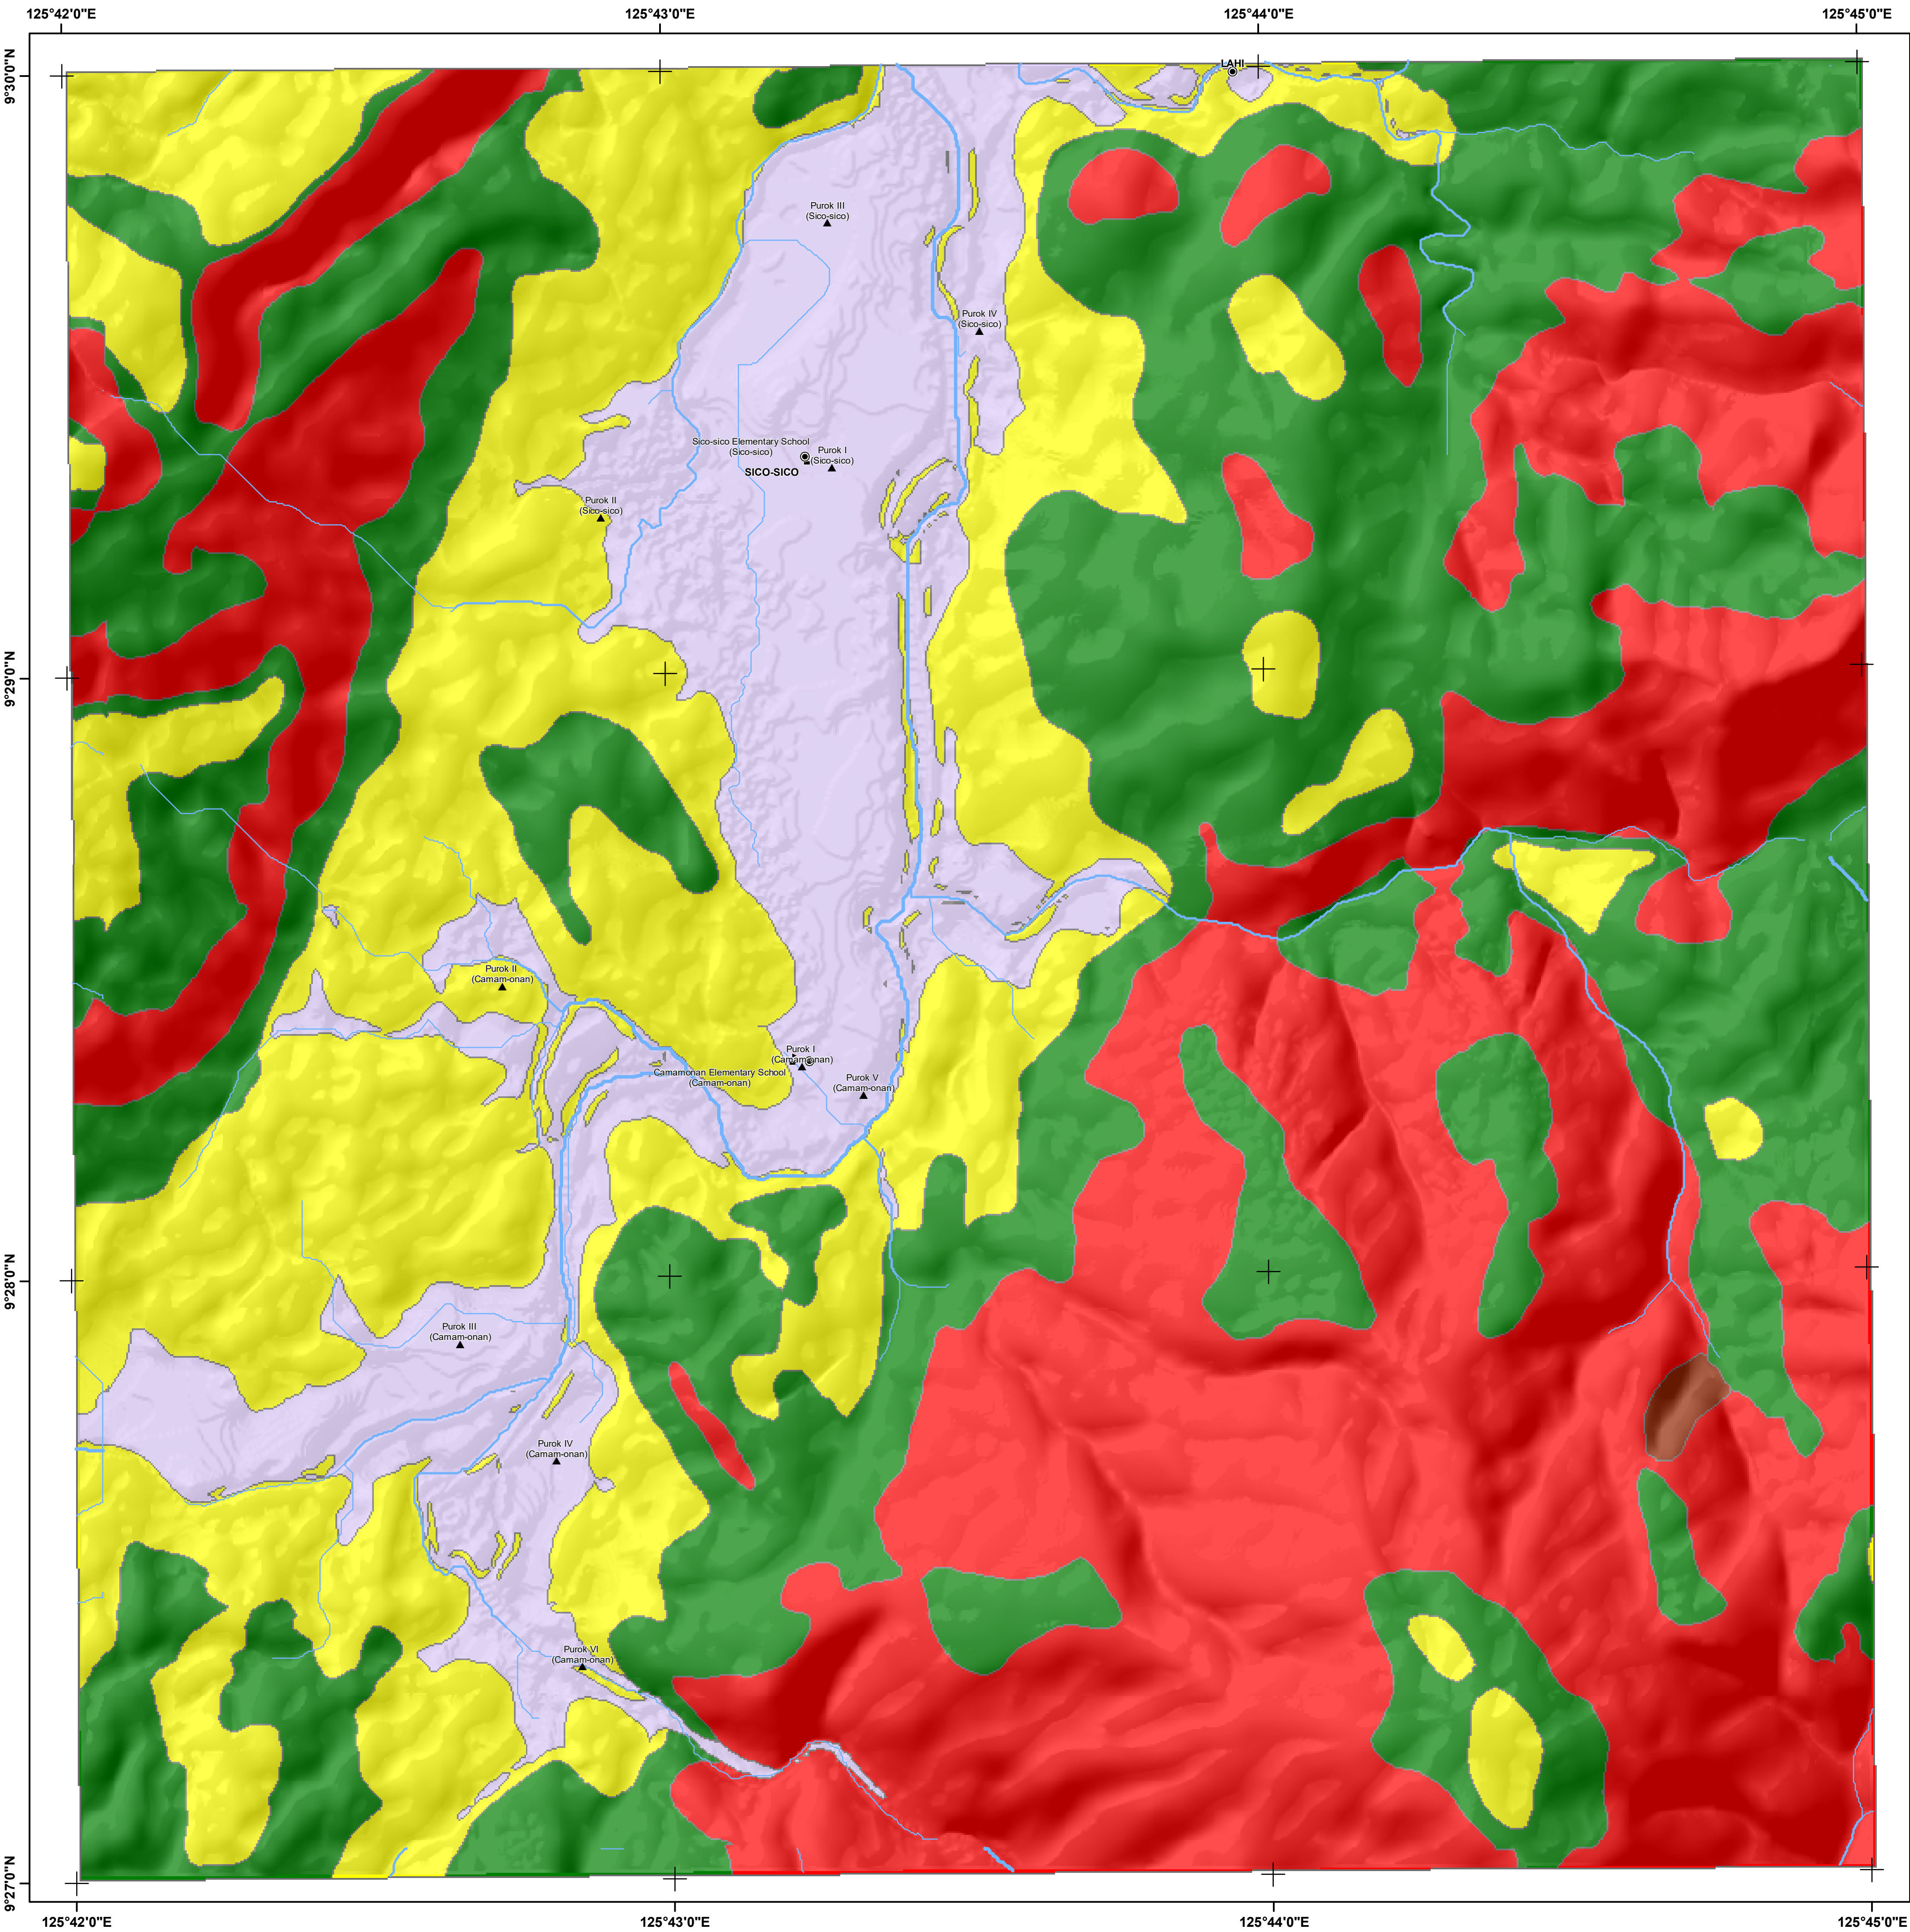 125°42'0"E
125°43'0"E
125°44'0"E
125°45'0"E
9°30'0"N
LAHI
Purok III
(Sico-sico)
Purok IV
(Sico-sico)
Sico-sico Elementary School
(Sico-sico)
Purok I
(Sico-sico)
SICO-SICO
Purok II
(Sico-sico)
9°29'0"N
Purok II
(Camam-onan)
Purok I
(Camam-onan)
Camamonan Elementary School
(Camam-onan)
Purok V
(Camam-onan)
9°28'0"N
Purok III
(Camam-onan)
Purok IV
(Camam-onan)
Purok VI
(Camam-onan)
9°27'0"N
125°42'0"E
125°43'0"E
125°44'0"E
125°45'0"E